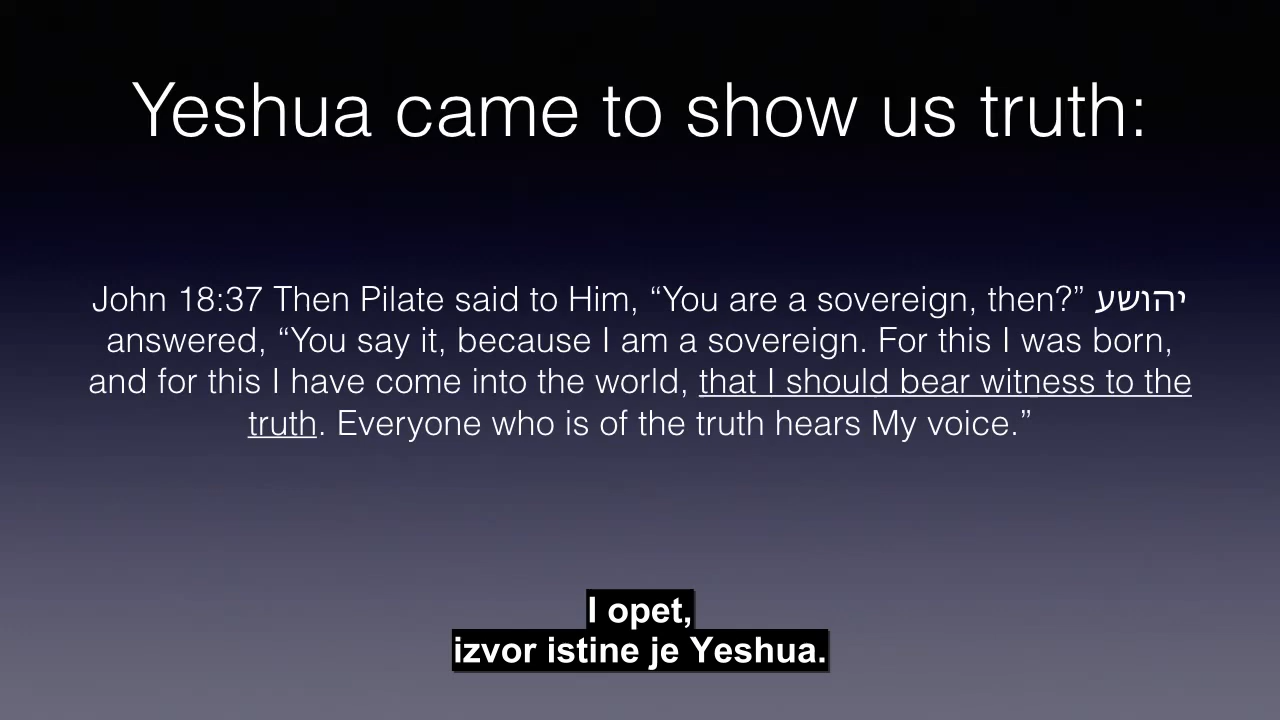 Yeshua came to show us truth:
John 18:37 Then Pilate said to Him, “You are a sovereign, then?” יהושע
answered, “You say it, because I am a sovereign. For this I was born,
and for this I have come into the world, that I should bear witness to the
truth. Everyone who is of the truth hears My voice.”
I opet,
izvor istine je Yeshua.